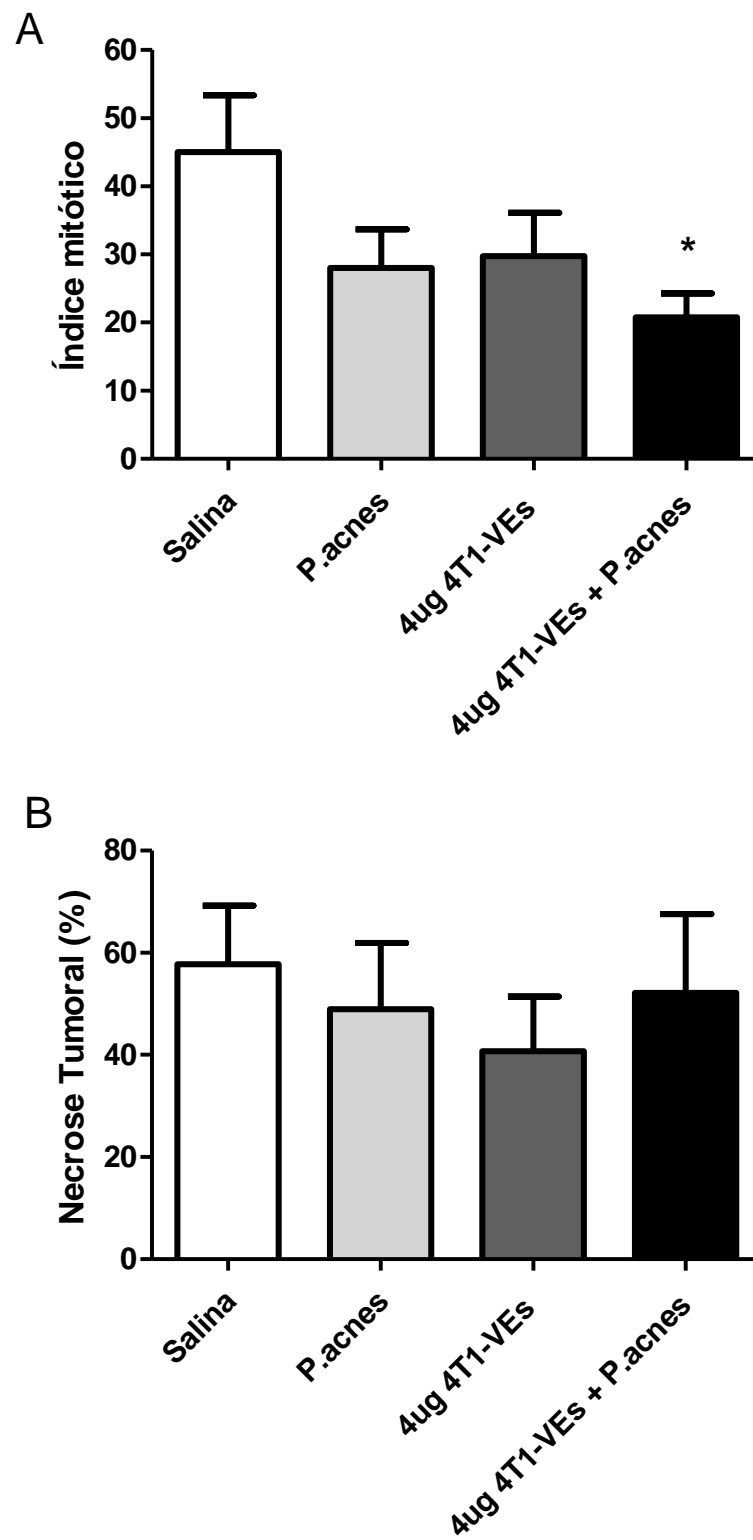 A
Índice mitótico
60
50
40
30
20
10
0
*
Salina
P.acnes
4ug 4T1-VEs
4ug 4T1-VEs + P.acnes
B
Necrose Tumoral (%)
80
60
40
20
0
Salina
P.acnes
4ug 4T1-VEs
4ug 4T1-VEs + P.acnes